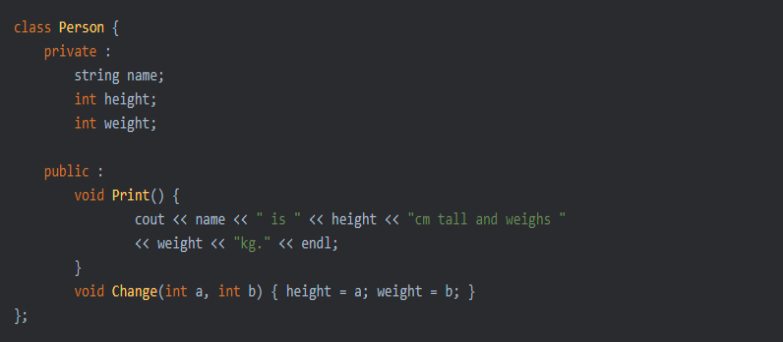 class Person {
    private :
        string name;
        int height;
        int weight;

    public :
        void Print() {
                cout << name << " is " << height << "cm tall and weighs "
                << weight << "kg." << endl;
        }
        void Change(int a, int b) { height = a; weight = b; }
};